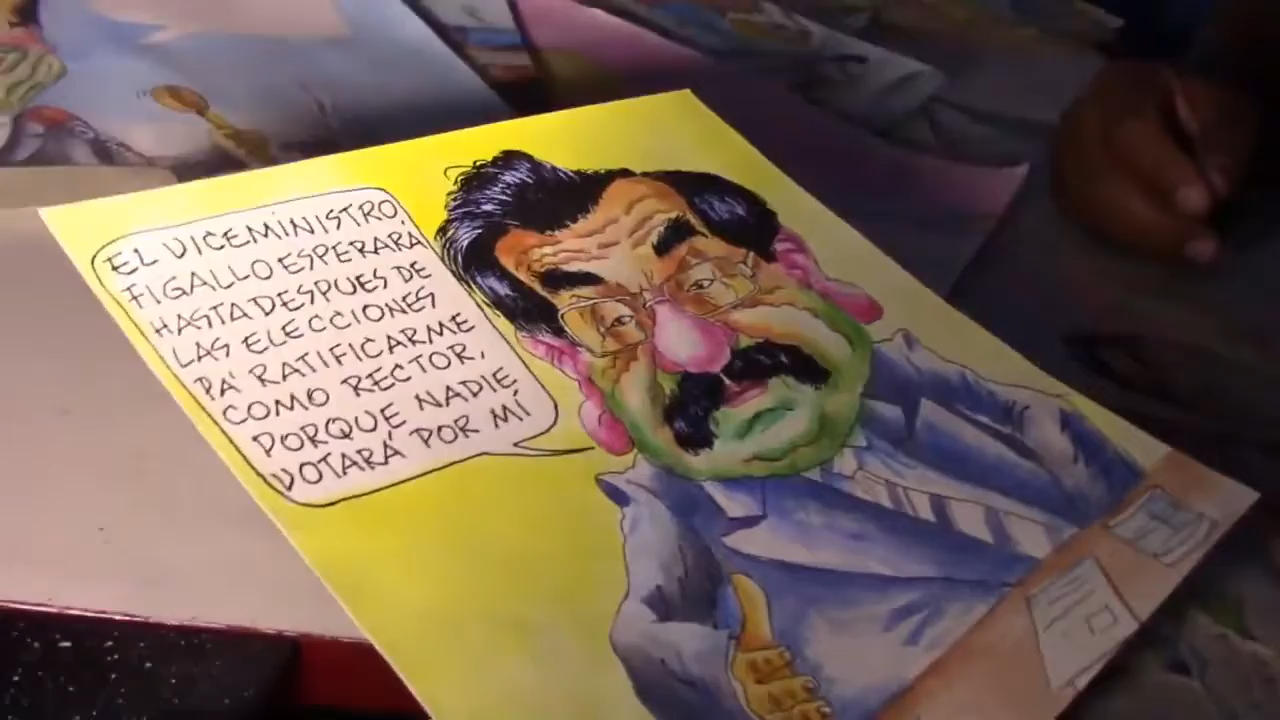 EL VICEMINISTRO,
FIGALLO ESPERARÁ
HASTA DESPUES DE
LAS ELECCIONES
PA' RATIFICARME
COMO RECTOR,
PORQUE NADIE
VOTARÁ POR MÍ